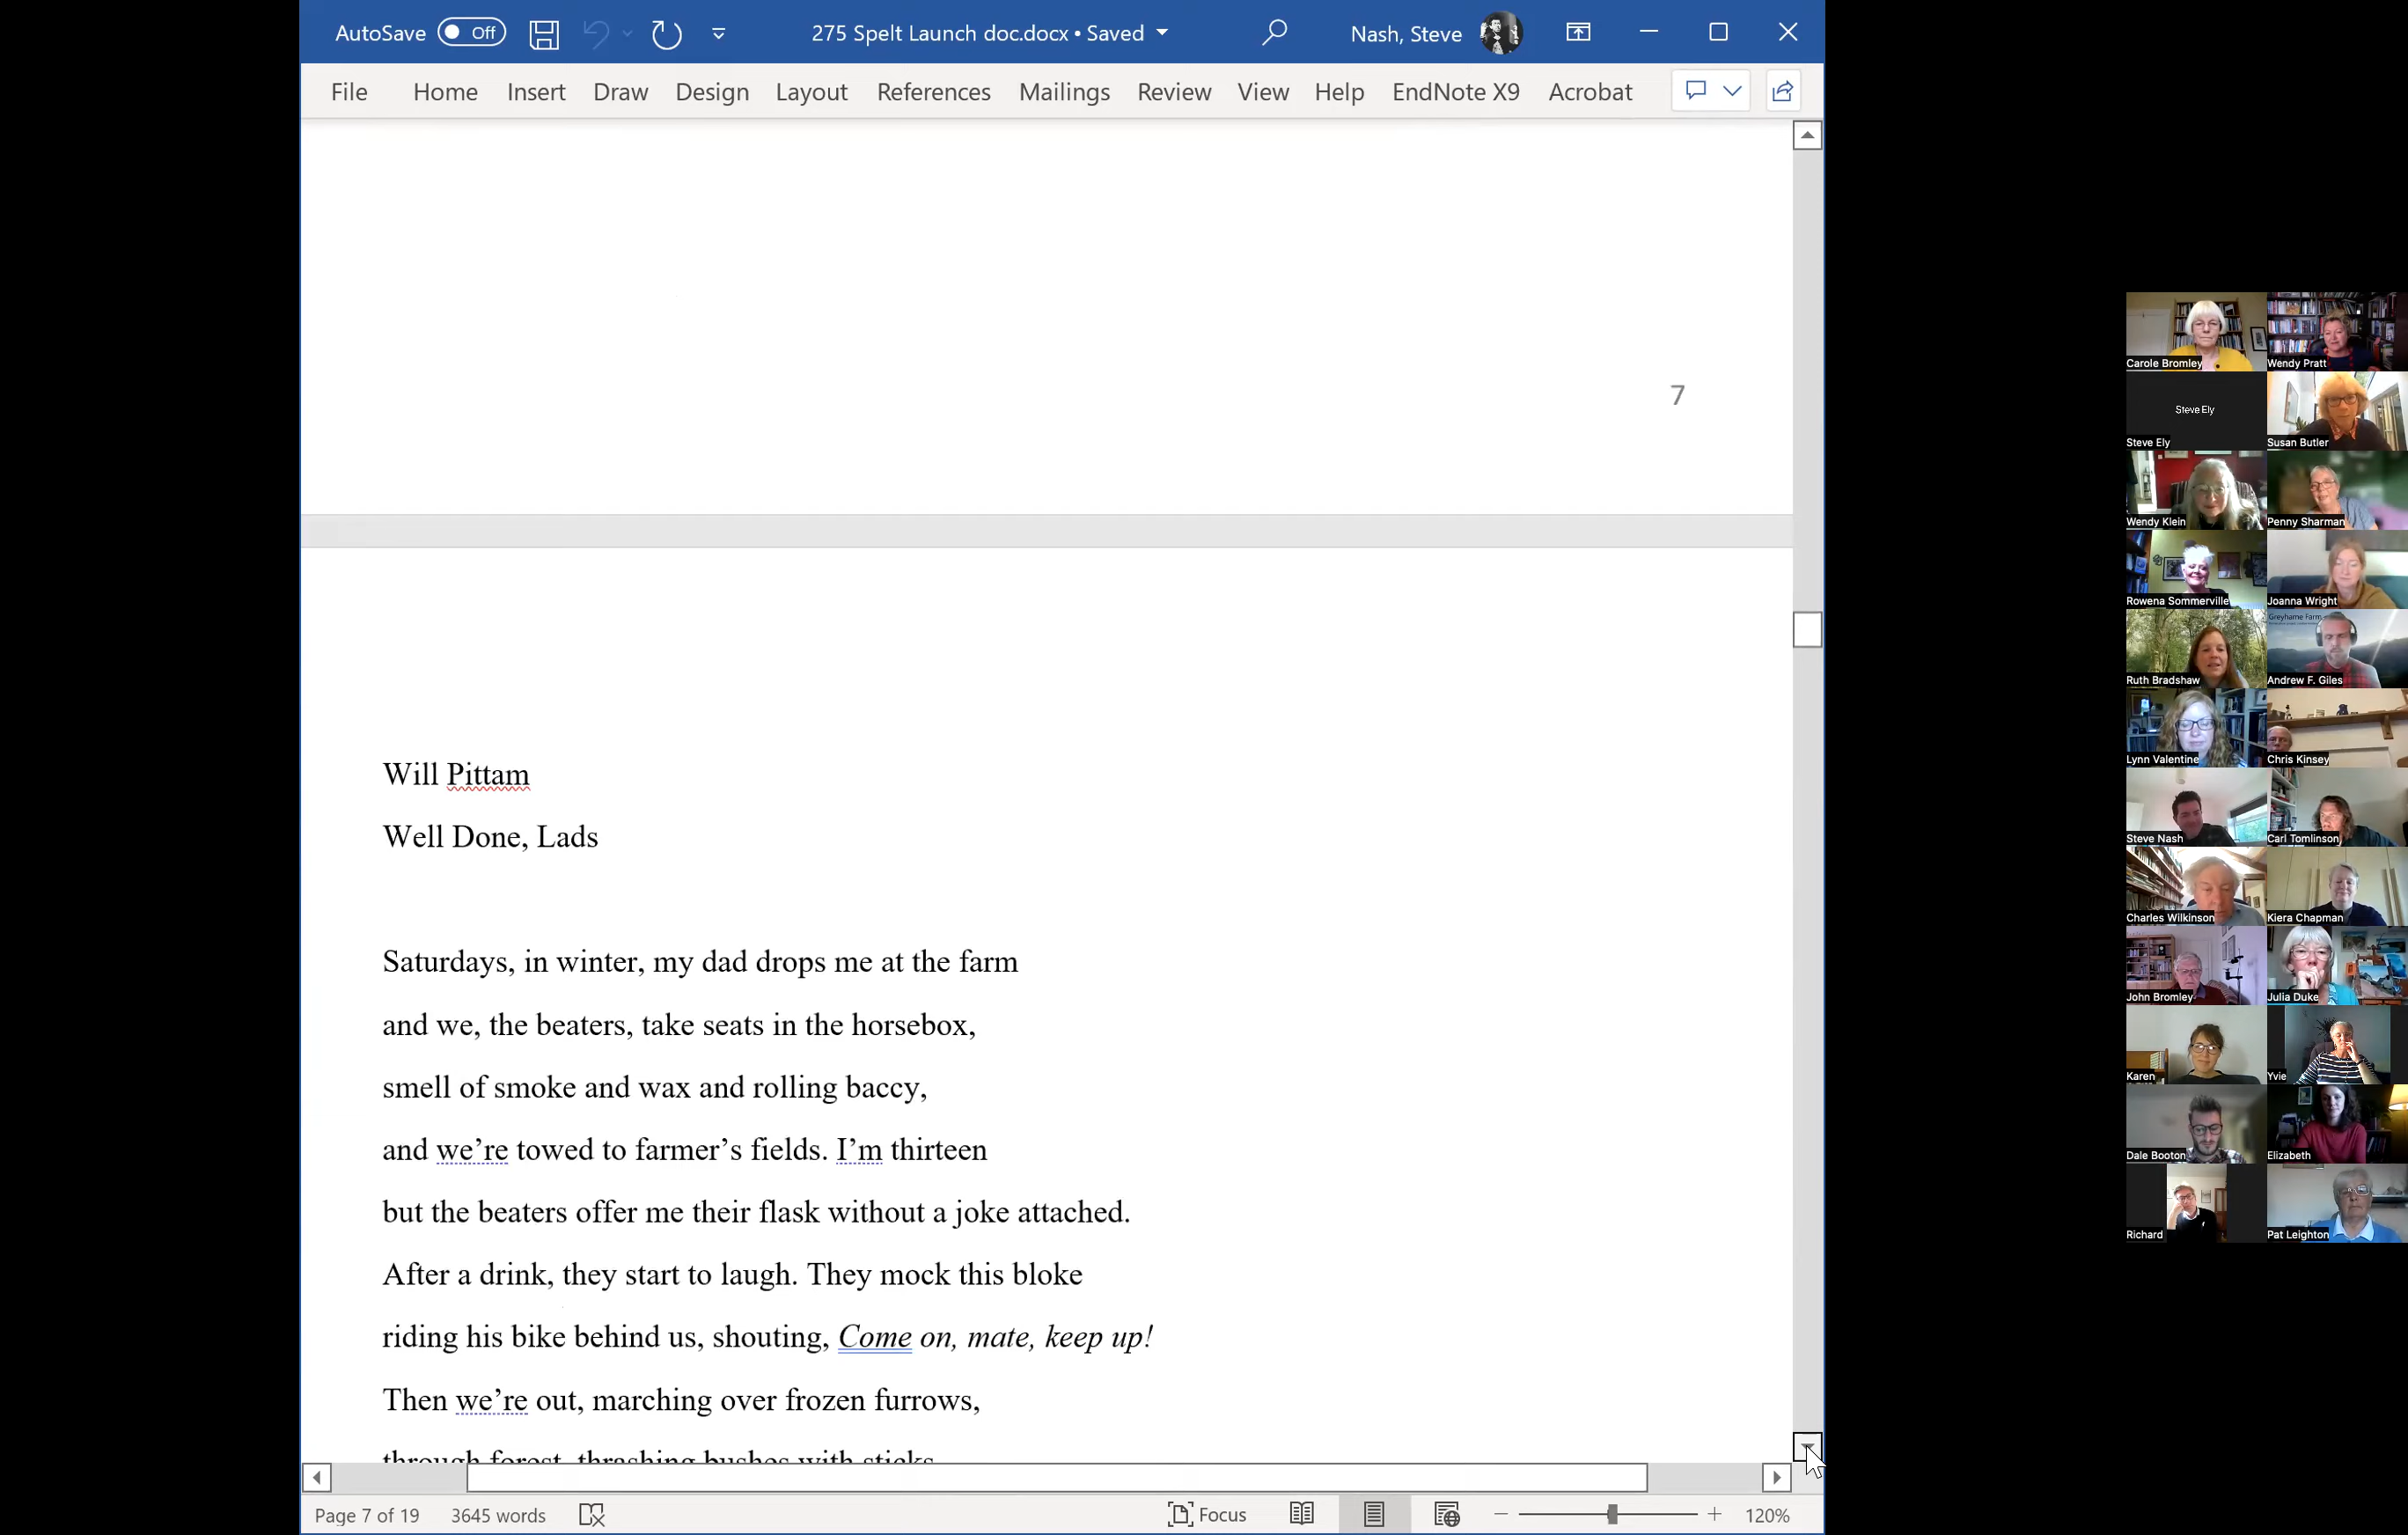 AutoSave Off 275 Spelt Launch doc.docx • Saved Nash, Steve
File Home Insert Draw Design Layout References Mailings Review View Help EndNote X9 Acrobat
7
Will Pittam
Well Done, Lads
Saturdays, in winter, my dad drops me at the farm
and we, the beaters, take seats in the horsebox,
smell of smoke and wax and rolling baccy,
and we’re towed to farmer’s fields. I’m thirteen
but the beaters offer me their flask without a joke attached.
After a drink, they start to laugh. They mock this bloke
riding his bike behind us, shouting, Come on, mate, keep up!
Then we’re out, marching over frozen furrows,
through forest, thrashing bushes with sticks
Page 7 of 19 3645 words Focus 120%
Carole Bromley Wendy Pratt
Steve Ely
Steve Ely Susan Butler
Wendy Klein Penny Sharman
Rowena Sommerville Joanna Wright
Greyhame Farm
Ruth Bradshaw Andrew F. Giles
Lynn Valentine Chris Kinsey
Steve Nash Carl Tomlinson
Charles Wilkinson Kiera Chapman
John Bromley Julia Duke
Karen Yvie
Dale Booton Elizabeth
Richard Pat Leighton